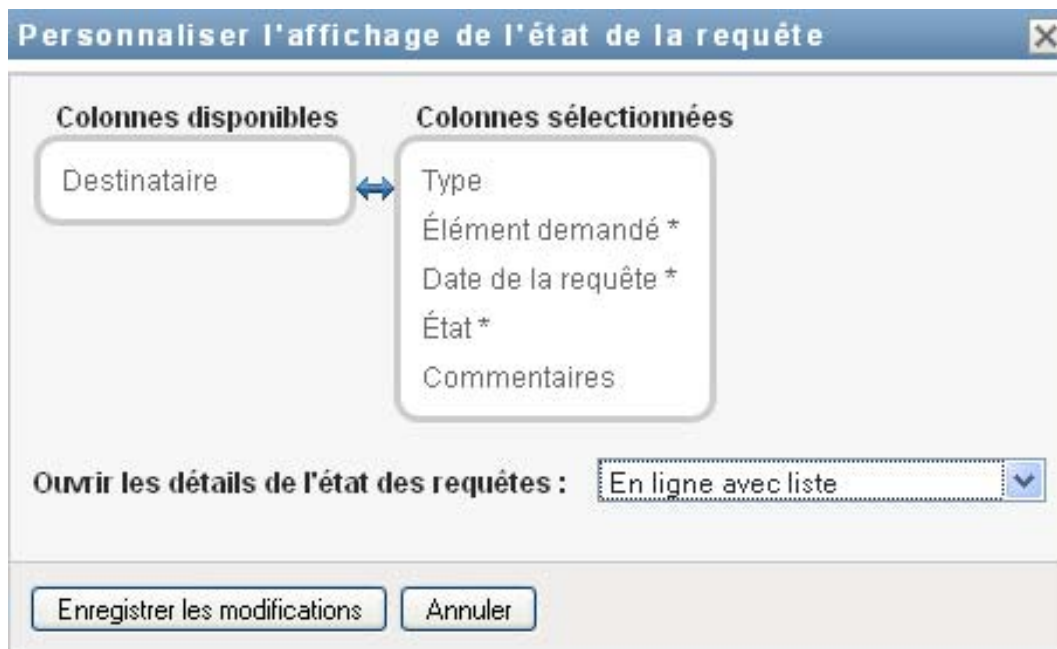 Personnaliser l'affichage de l'état de la requête
Colonnes disponibles
Colonnes sélectionnées
Destinataire
Type
Élément demandé *
Date de la requête *
État *
Commentaires
Ouvrir les détails de l'état des requêtes :
En ligne avec liste
Enregistrer les modifications
Annuler